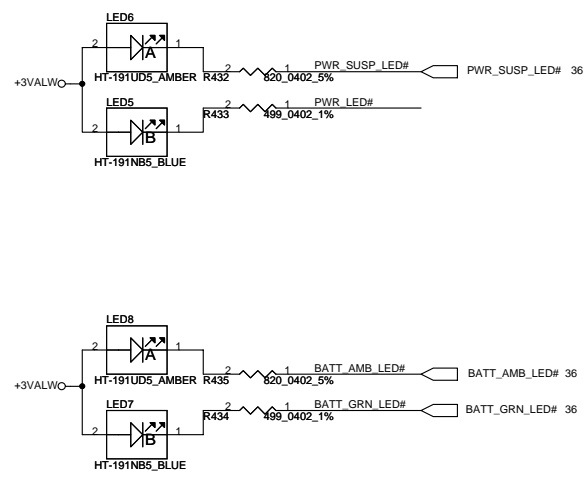 LED6
2 A 1
HT-191UD5_AMBER R432 2 1 820_0402_5% PWR_SUSP_LED# PWR_SUSP_LED# 36
+3VALW
LED5
2 B 1
HT-191NB5_BLUE
R433 2 1 499_0402_1% PWR_LED#
LED8
2 A 1
HT-191UD5_AMBER R435 2 1 820_0402_5% BATT_AMB_LED# BATT_AMB_LED# 36
+3VALW
LED7
2 B 1
HT-191NB5_BLUE
R434 2 1 499_0402_1% BATT_GRN_LED# BATT_GRN_LED# 36